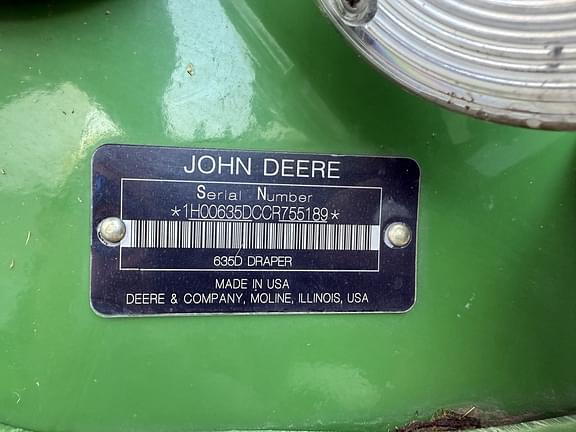 JOHN DEERE
Serial Number
*1H00635DCCR755189*
635D DRAPER
MADE IN USA
DEERE & COMPANY, MOLINE, ILLINOIS, USA